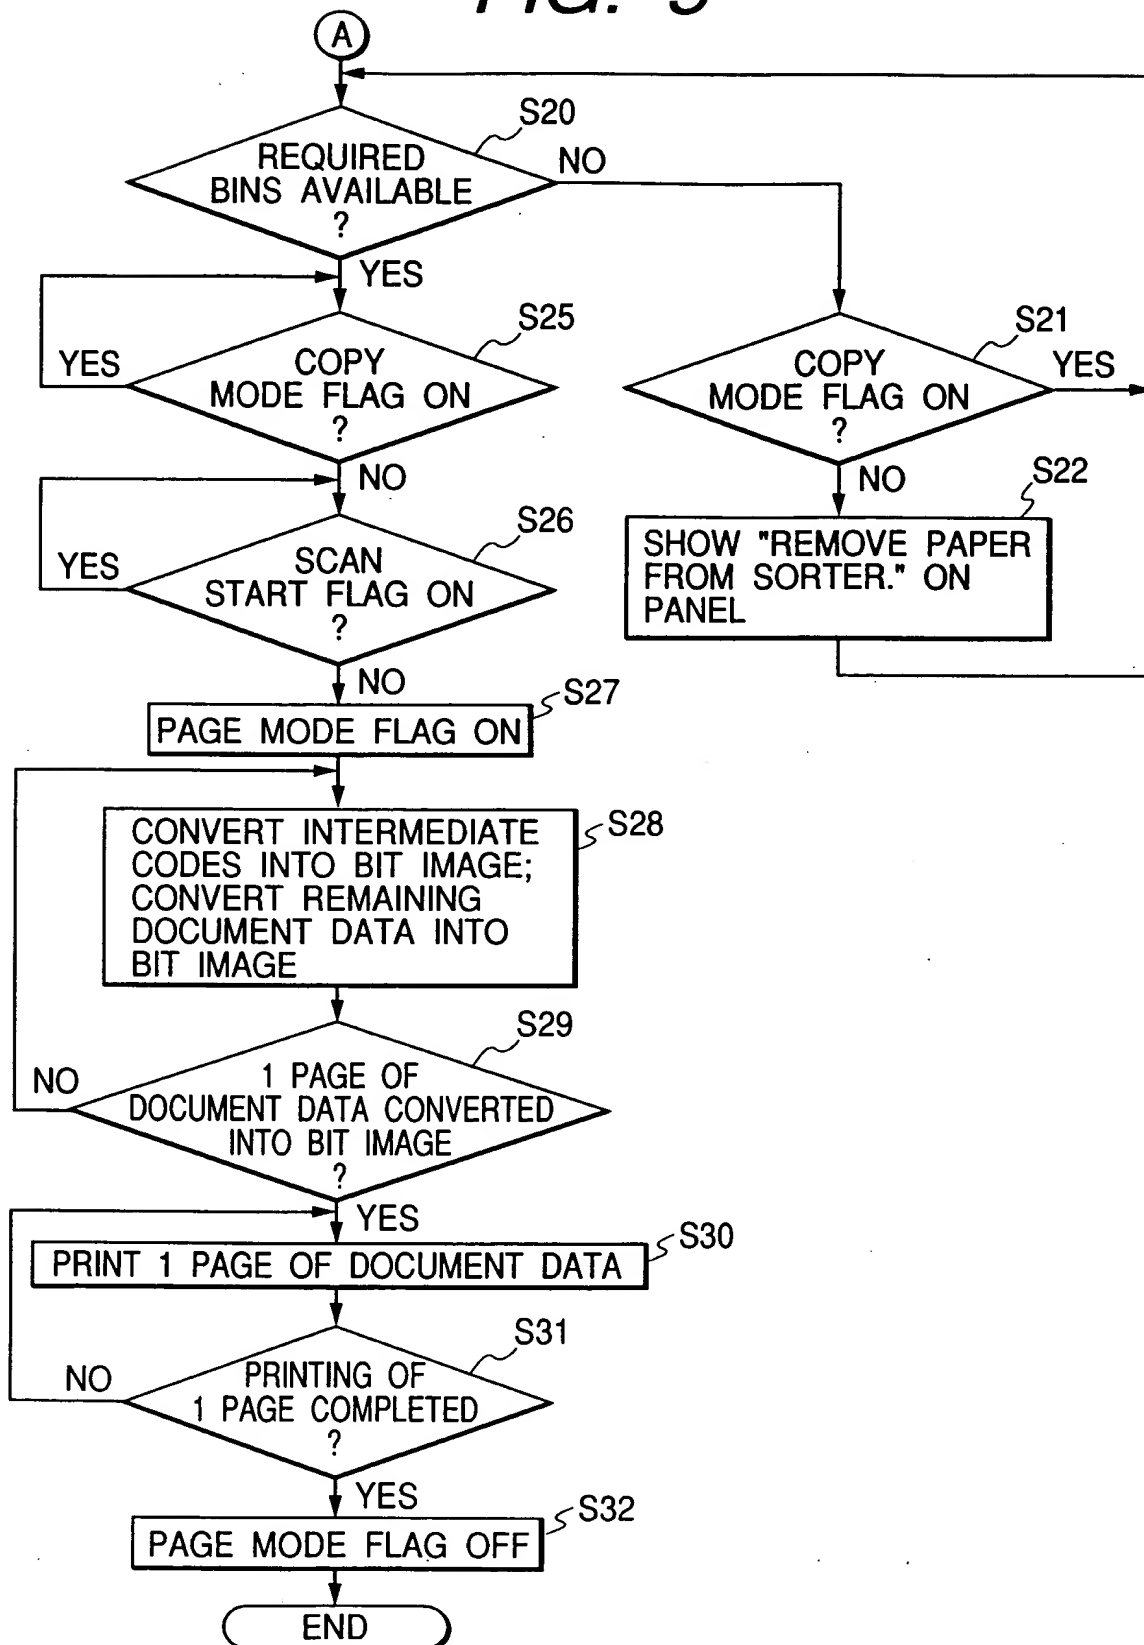 FIG. 9
A
S20
REQUIRED
BINS AVAILABLE
?
NO
YES
S25
COPY
MODE FLAG ON
?
YES
NO
S21
COPY
MODE FLAG ON
?
YES
NO
S22
SHOW "REMOVE PAPER
FROM SORTER." ON
PANEL
S26
SCAN
START FLAG ON
?
YES
NO
S27
PAGE MODE FLAG ON
S28
CONVERT INTERMEDIATE
CODES INTO BIT IMAGE;
CONVERT REMAINING
DOCUMENT DATA INTO
BIT IMAGE
S29
1 PAGE OF
DOCUMENT DATA CONVERTED
INTO BIT IMAGE
?
NO
YES
S30
PRINT 1 PAGE OF DOCUMENT DATA
S31
PRINTING OF
1 PAGE COMPLETED
?
NO
YES
S32
PAGE MODE FLAG OFF
END